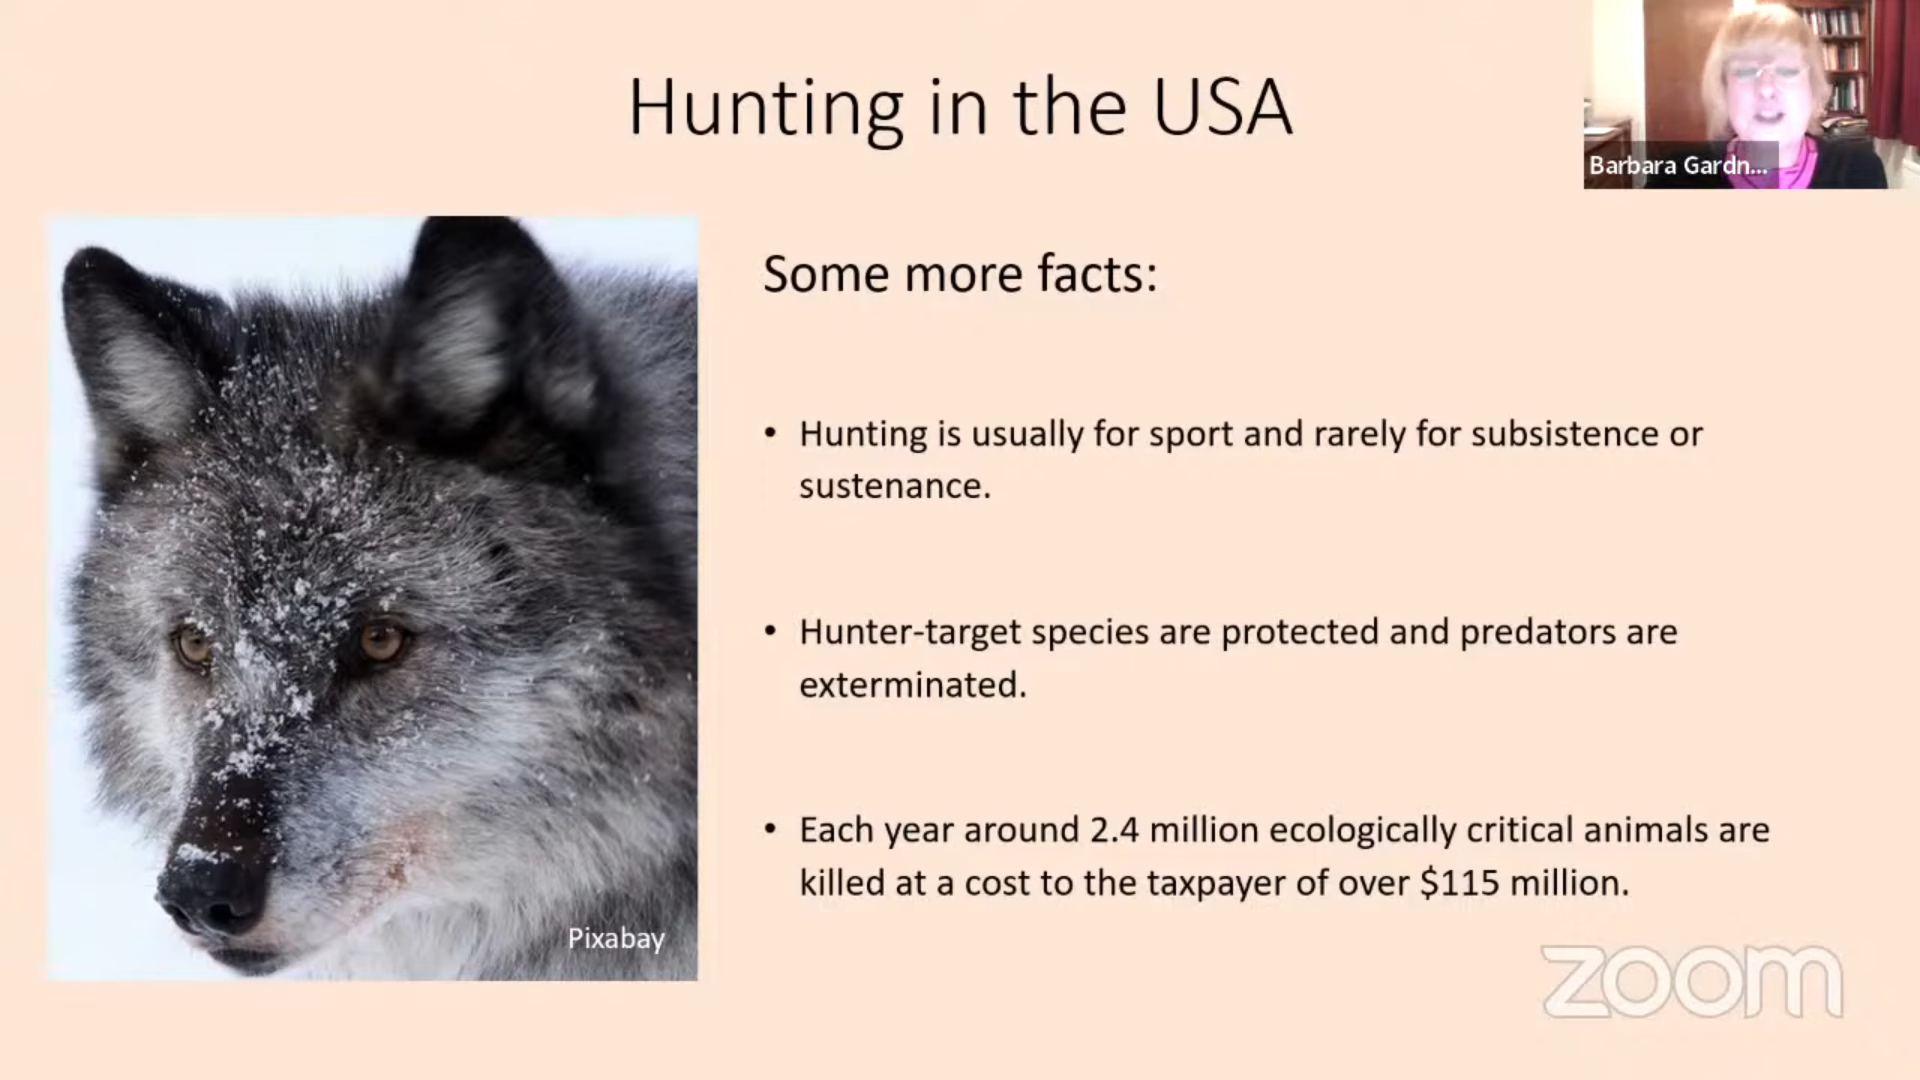 Hunting in the USA
Barbara Gardn...
Some more facts:
• Hunting is usually for sport and rarely for subsistence or
sustenance.
• Hunter-target species are protected and predators are
exterminated.
• Each year around 2.4 million ecologically critical animals are
killed at a cost to the taxpayer of over $115 million.
Pixabay
zoom